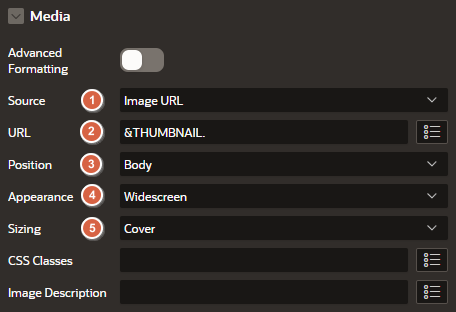 Media
Advanced
Formatting
Source 1 Image URL
URL 2 &THUMBNAIL.
Position 3 Body
Appearance 4 Widescreen
Sizing 5 Cover
CSS Classes
Image Description